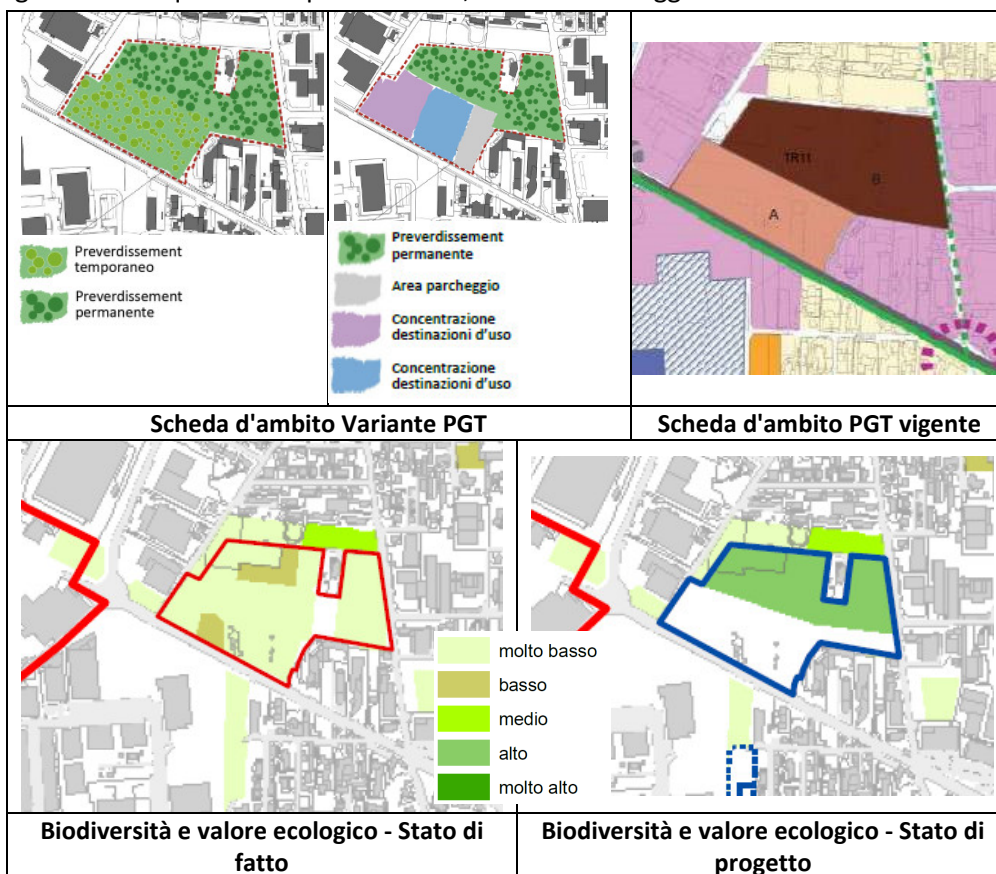 Preverdissement
temporaneo
Preverdissement
permanente
Preverdissement
permanente
Area parcheggio
Concentrazione
destinazioni d'uso
Concentrazione
destinazioni d'uso
TR11
A
B
Scheda d'ambito Variante PGT
Scheda d'ambito PGT vigente
molto basso
basso
medio
alto
molto alto
Biodiversità e valore ecologico - Stato di
fatto
Biodiversità e valore ecologico - Stato di
progetto